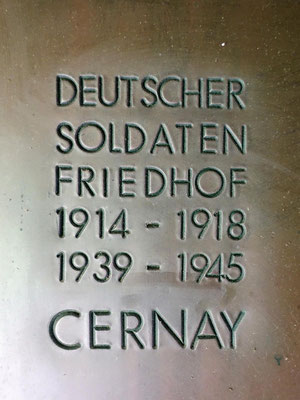 DEUTSCHER
SOLDATEN
FRIEDHOF
1914 - 1918
1939 - 1945
CERNAY